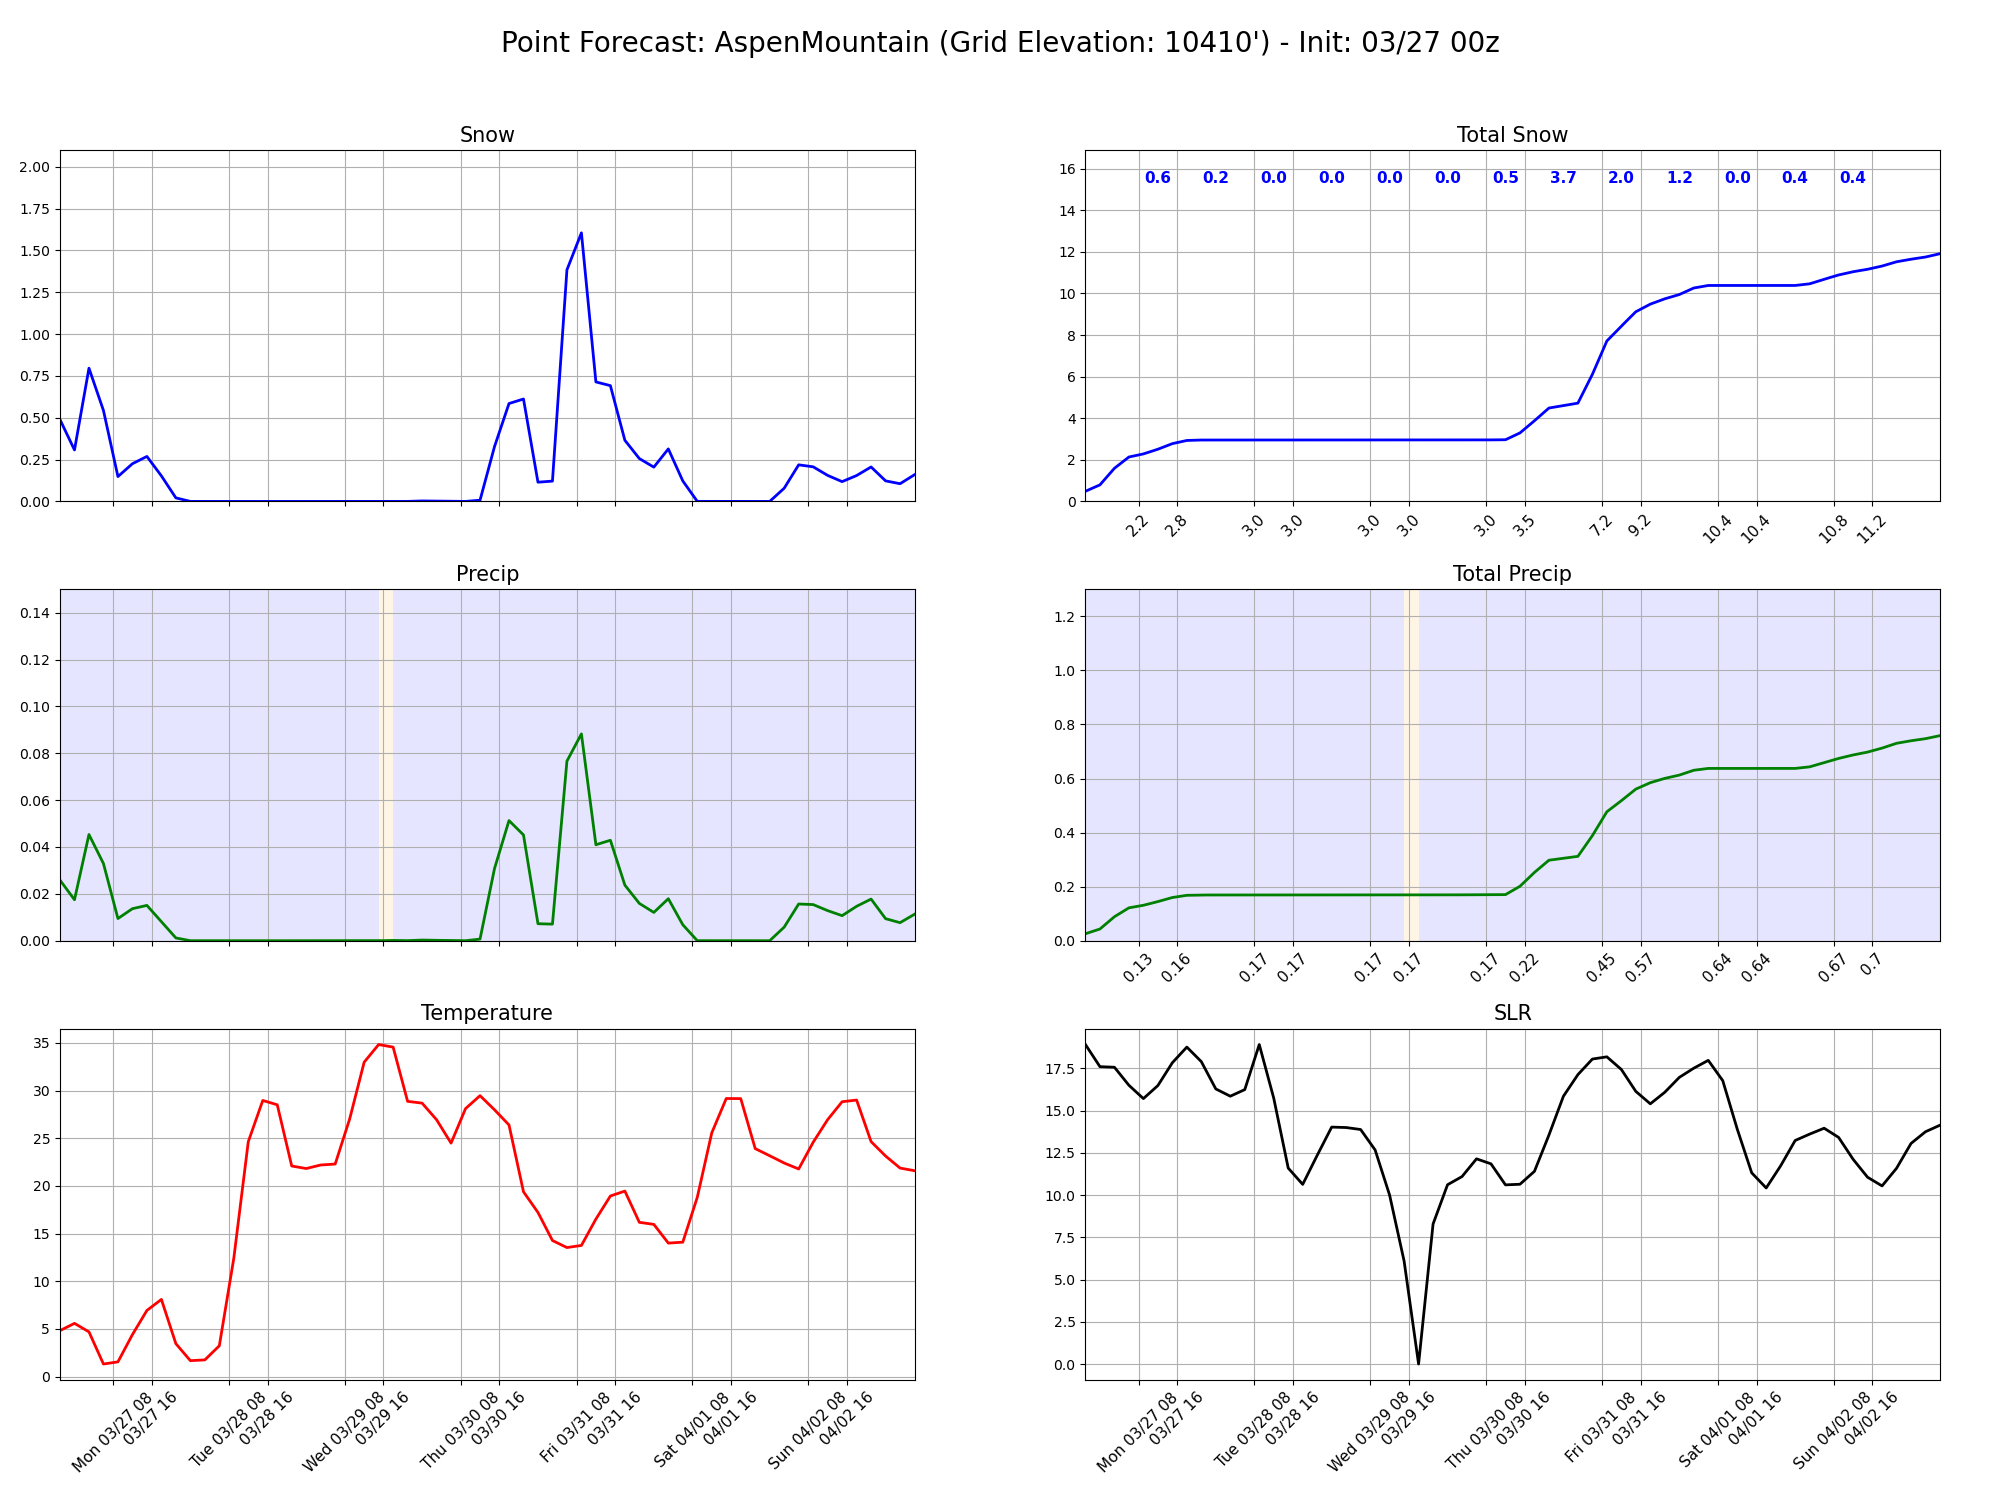 Point Forecast: AspenMountain (Grid Elevation: 10410') - Init: 03/27 00z
Snow
2.00
1.75
1.50
1.25
1.00
0.75
0.50
0.25
0.00
Total Snow
16
14
12
10
8
6
4
2
0
0.6 0.2 0.0 0.0 0.0 0.0 0.5 3.7 2.0 1.2 0.0 0.4 0.4
2.2 2.8 3.0 3.0 3.0 3.0 3.0 3.5 7.2 9.2 10.4 10.4 10.8 11.2
Precip
0.14
0.12
0.10
0.08
0.06
0.04
0.02
0.00
Total Precip
1.2
1.0
0.8
0.6
0.4
0.2
0.0
0.13 0.16 0.17 0.17 0.17 0.17 0.17 0.22 0.45 0.57 0.64 0.64 0.67 0.7
Temperature
35
30
25
20
15
10
5
0
Mon 03/27 08
03/27 16
Tue 03/28 08
03/28 16
Wed 03/29 08
03/29 16
Thu 03/30 08
03/30 16
Fri 03/31 08
03/31 16
Sat 04/01 08
04/01 16
Sun 04/02 08
04/02 16
SLR
17.5
15.0
12.5
10.0
7.5
5.0
2.5
0.0
Mon 03/27 08
03/27 16
Tue 03/28 08
03/28 16
Wed 03/29 08
03/29 16
Thu 03/30 08
03/30 16
Fri 03/31 08
03/31 16
Sat 04/01 08
04/01 16
Sun 04/02 08
04/02 16